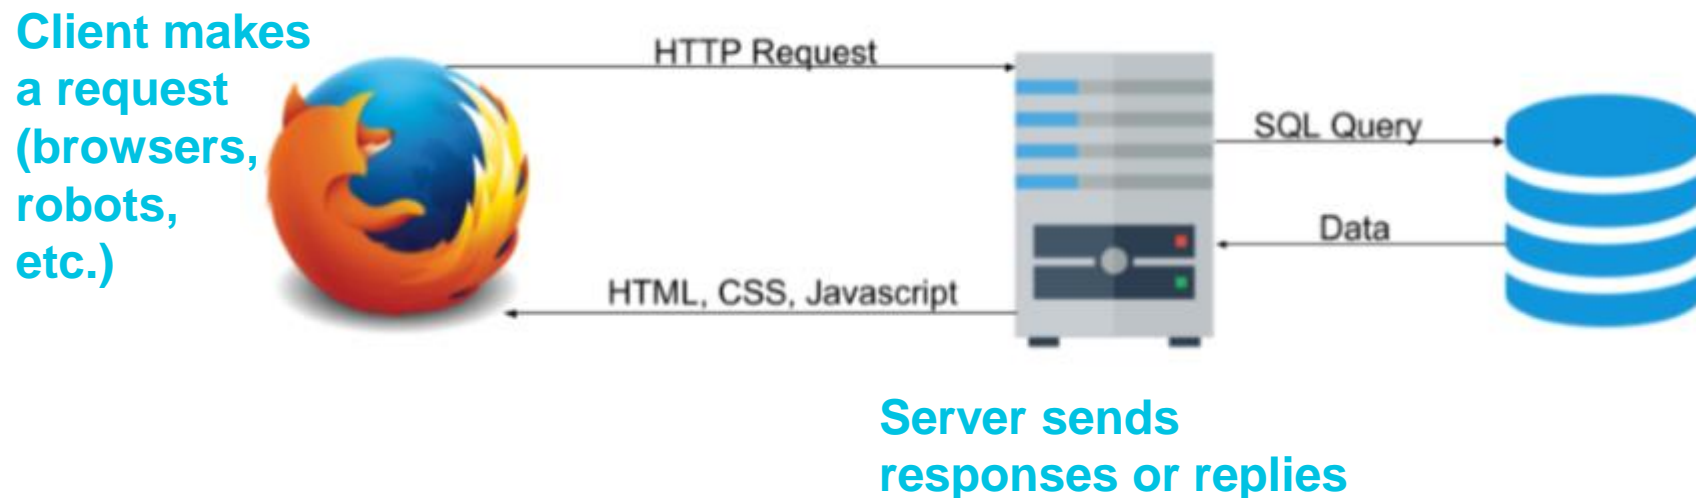 Client makes
a request
(browsers,
robots,
etc.)
HTTP Request
SQL Query
Data
HTML, CSS, Javascript
Server sends
responses or replies